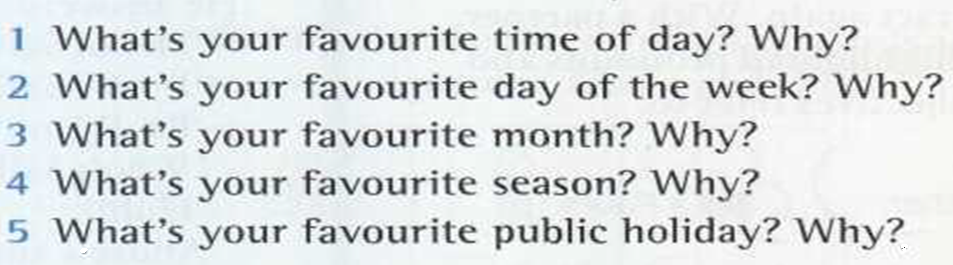 1 What's your favourite time of day? Why?
2 What's your favourite day of the week? Why?
3 What's your favourite month? Why?
4 What's your favourite season? Why?
5 What's your favourite public holiday? Why?